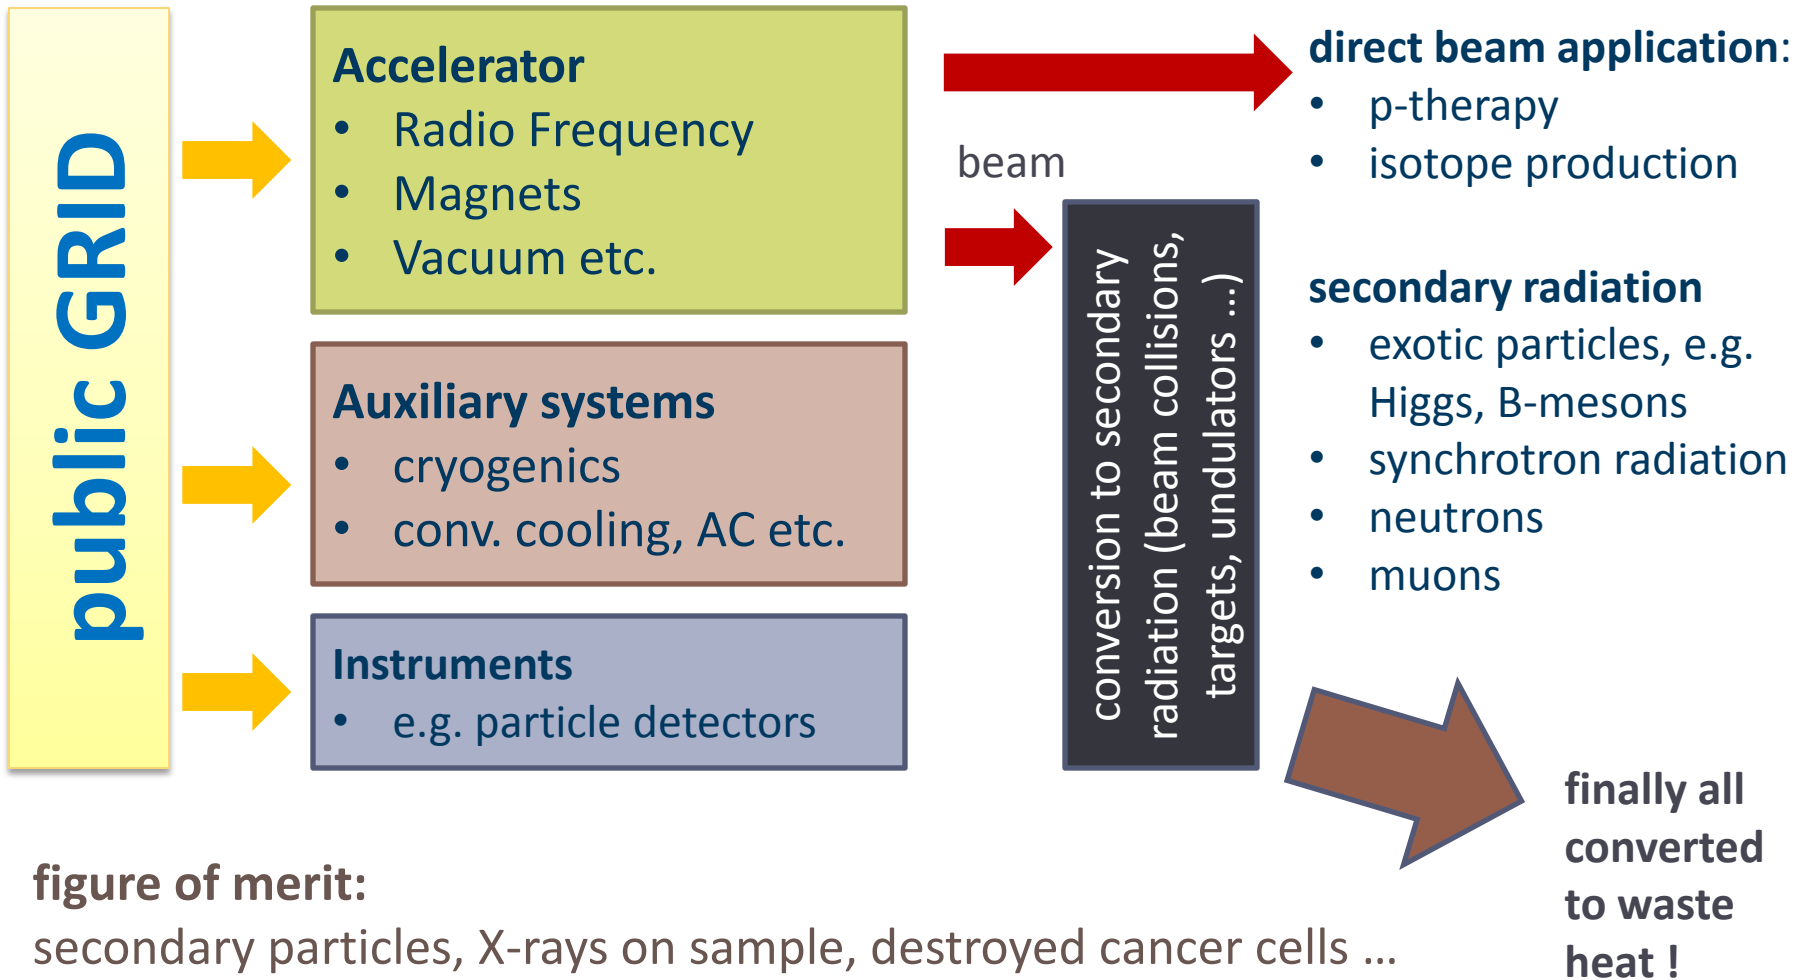 public GRID
Accelerator
• Radio Frequency
• Magnets
• Vacuum etc.
Auxiliary systems
• cryogenics
• conv. cooling, AC etc.
Instruments
• e.g. particle detectors
beam
conversion to secondary
radiation (beam collisions,
targets, undulators ...)
direct beam application:
• p-therapy
• isotope production
secondary radiation
• exotic particles, e.g.
Higgs, B-mesons
• synchrotron radiation
• neutrons
• muons
finally all
converted
to waste
heat !
figure of merit:
secondary particles, X-rays on sample, destroyed cancer cells ...